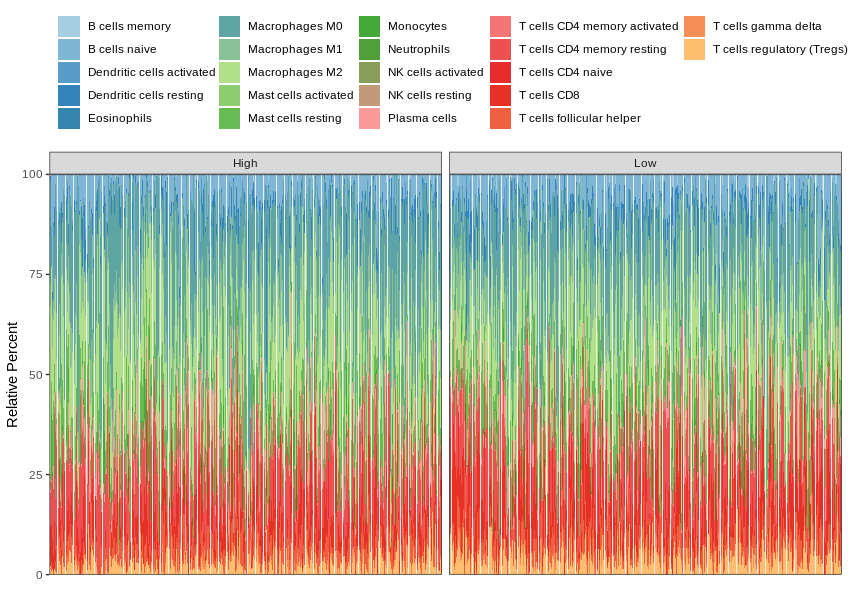 B cells memory
B cells naive
Dendritic cells activated
Dendritic cells resting
Eosinophils
Macrophages M0
Macrophages M1
Macrophages M2
Mast cells activated
Mast cells resting
Monocytes
Neutrophils
NK cells activated
NK cells resting
Plasma cells
T cells CD4 memory activated
T cells CD4 memory resting
T cells CD4 naive
T cells CD8
T cells follicular helper
T cells gamma delta
T cells regulatory (Tregs)
High
Low
Relative Percent
100
75
50
25
0